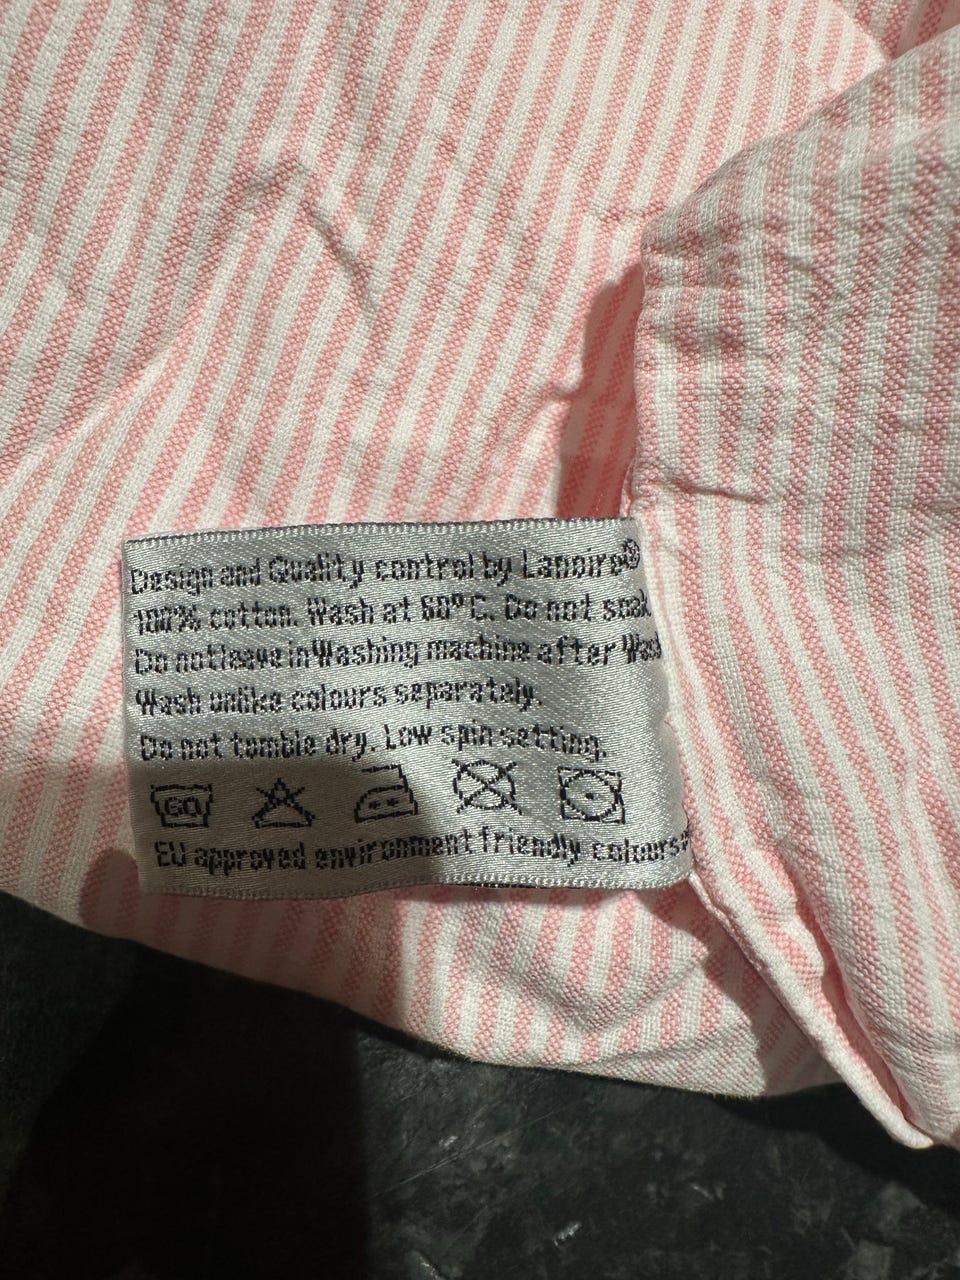 Design and Quality control by Lanoire®
100% cotton. Wash at 60° C. Do not soak.
Do not leave in Washing machine after Wash
Wash unlike colours separately.
Do not tomble dry. Low spin setting.
60
EU approved environment friendly colours